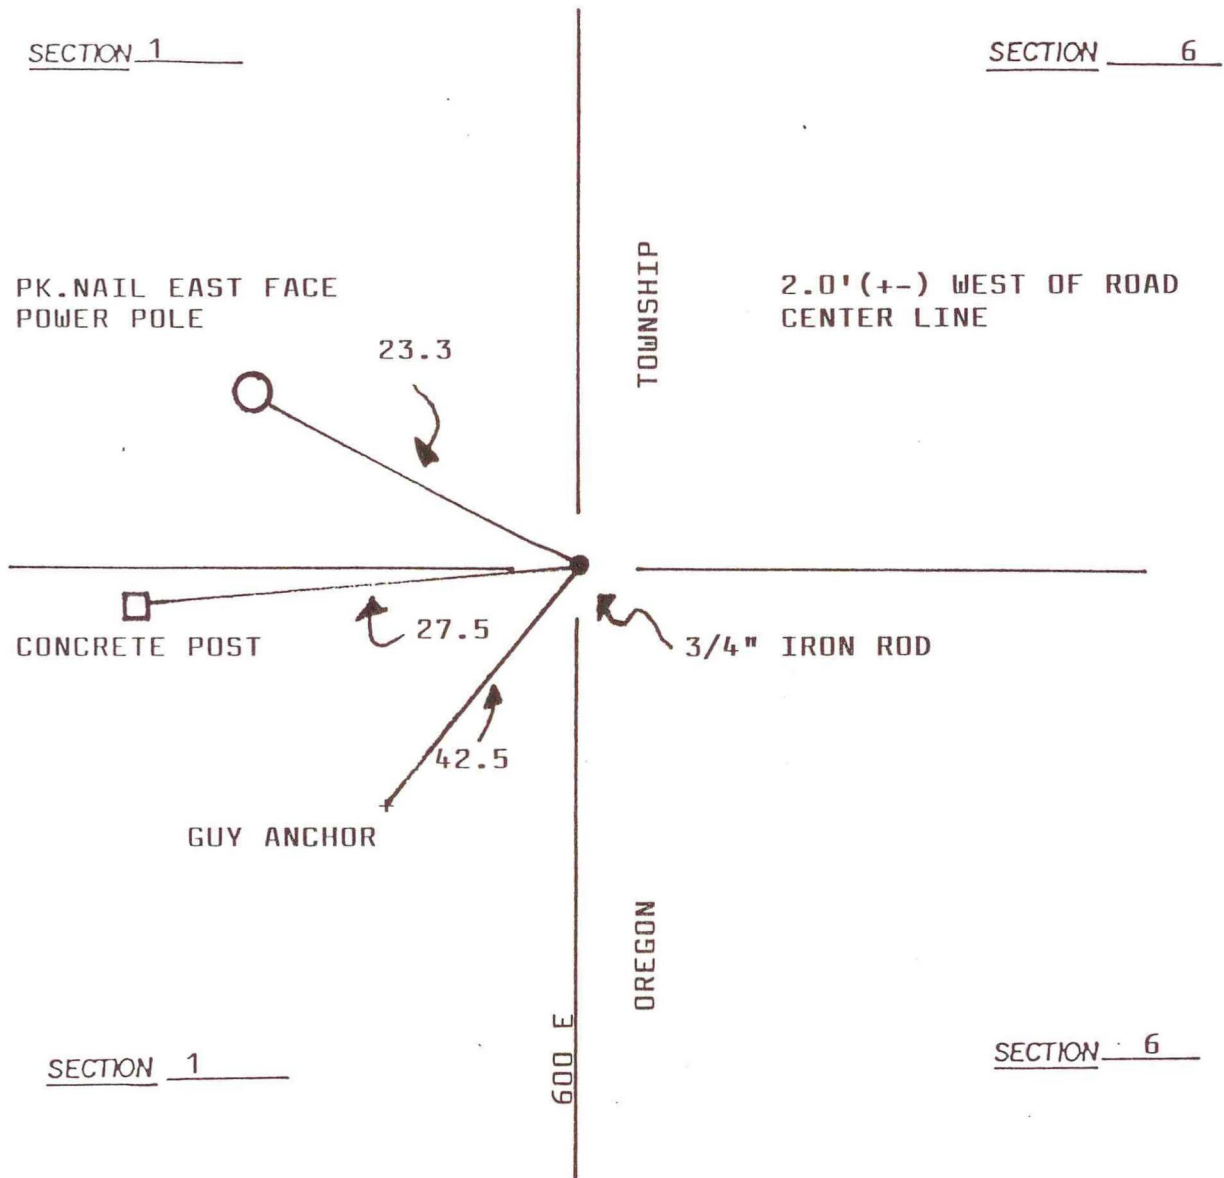 SECTION 1
SECTION 6
PK.NAIL EAST FACE
POWER POLE
23.3
TOWNSHIP
2.0'(+-) WEST OF ROAD
CENTER LINE
CONCRETE POST
27.5
3/4" IRON ROD
42.5
GUY ANCHOR
OREGON
600 E
SECTION 1
SECTION 6